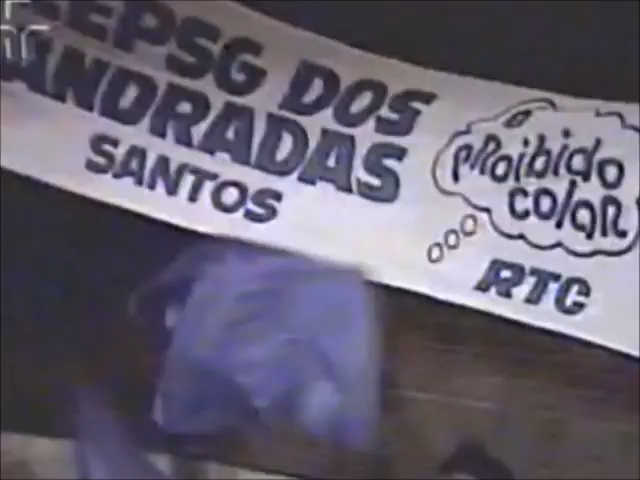 EEPSG DOS
ANDRADAS
SANTOS
PRoibido
colaR
RTC